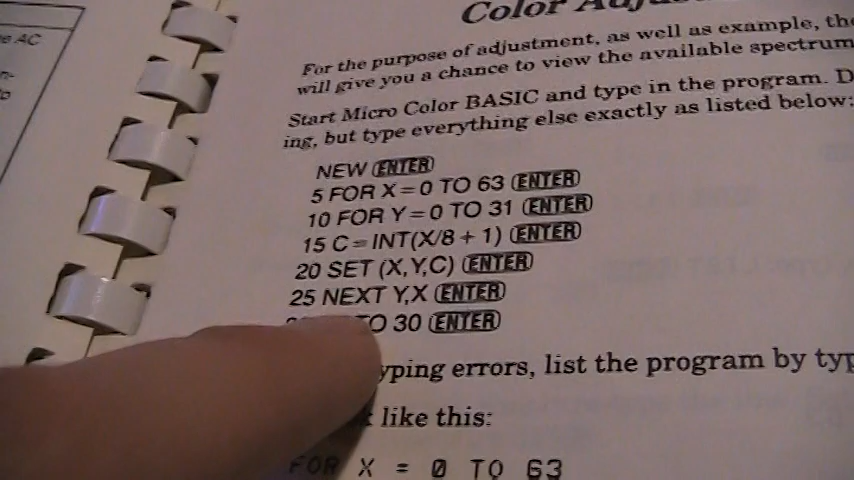 e AC
n-
o
Color
For the purpose of adjustment, as well as example, the
will give you a chance to view the available spectrum
Start Micro Color BASIC and type in the program. D
ing, but type everything else exactly as listed below:
NEW ENTER
5 FOR X=0 TO 63 ENTER
10 FOR Y=0 TO 31 ENTER
15 C=INT(X/8 + 1) ENTER
20 SET (X,Y,C) ENTER
25 NEXT Y,X ENTER
TO 30 ENTER
yping errors, list the program by typ
like this:
FOR X = 0 TO 63